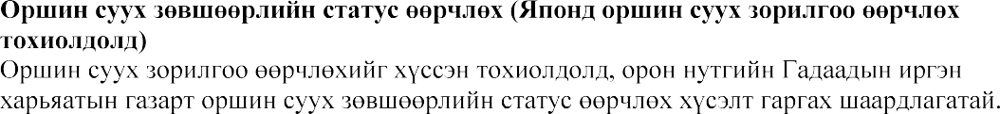 Оршин суух зөвшөөрлийн статус өөрчлөх (Японд оршин суух зорилгоо өөрчлөх
тохиолдолд)
Оршин суух зорилгоо өөрчлөхийг хүссэн тохиолдолд, орон нутгийн Гадаадын иргэн
харьяатын газарт оршин суух зөвшөөрлийн статус өөрчлөх хүсэлт гаргах шаардлагатай.